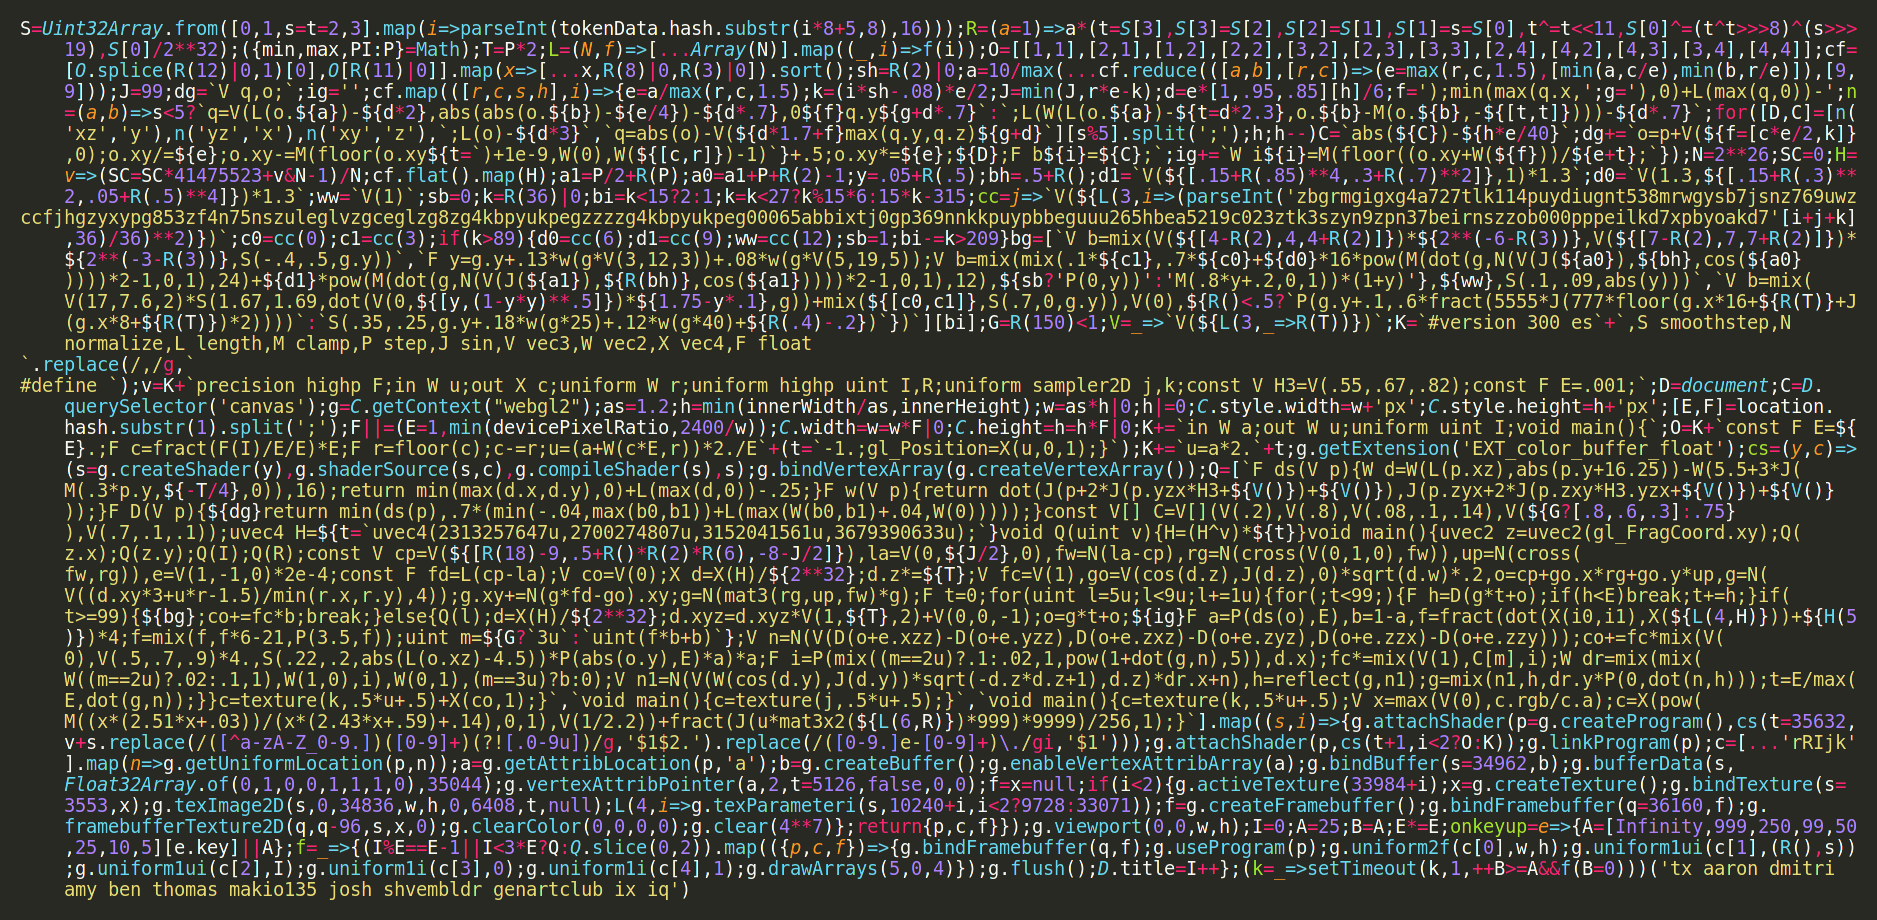 S=Uint32Array.from([0,1,s=t=2,3].map(i=>parseInt(tokenData.hash.substr(i*8+5,8),16)));R=(a=1)=>a*(t=S[3],S[3]=S[2],S[2]=S[1],S[1]=s=S[0],t^=t<<11,S[0]^=(t^t>>>8)^(s>>>
19),S[0]/2**32);({min,max,PI:P}=Math);T=P*2;L=(N,f)=>[...Array(N)].map((_,i)=>f(i));O=[[1,1],[2,1],[1,2],[2,2],[3,2],[2,3],[3,3],[2,4],[4,2],[4,3],[3,4],[4,4]];cf=
[O.splice(R(12)|0,1)[0],O[R(11)|0]].map(x=>[...x,R(8)|0,R(3)|0]).sort();sh=R(2)|0;a=10/max(...cf.reduce(([a,b],[r,c])=>(e=max(r,c,1.5),[min(a,c/e),min(b,r/e)]),[9,
9]));J=99;dg=`V q,o;`;ig='';cf.map(([r,c,s,h],i)=>{e=a/max(r,c,1.5);k=(i*sh-.08)*e/2;J=min(J,r*e-k);d=e*[1,.95,.85][h]/6;f=');min(max(q.x,';g='),0)+L(max(q,0))-';n
=(a,b)=>s<5?`q=V(L(o.${a})-${d*2},abs(abs(o.${b})-${e/4})-${d*.7},0${f}q.y${g+d*.7}`:`;L(W(L(o.${a})-${t=d*2.3},o.${b}-M(o.${b},-${[t,t]})))-${d*.7}`;for([D,C]=[n(
'xz','y'),n('yz','x'),n('xy','z'),`;L(o)-${d*3}`,`q=abs(o)-V(${d*1.7+f}max(q.y,q.z)${g+d}`][s%5].split(';');h;h--)C=`abs(${C})-${h*e/40}`;dg+=`o=p+V(${f=[c*e/2,k]}
,0);o.xy/=${e};o.xy-=M(floor(o.xy${t=`)+1e-9,W(0),W(${[c,r]})-1)`}+.5;o.xy*=${e};${D};F b${i}=${C};`;ig+=`W i${i}=M(floor((o.xy+W(${f}))/${e+t};`});N=2**26;SC=0;H=
v=>(SC=SC*41475523+v&N-1)/N;cf.flat().map(H);a1=P/2+R(P);a0=a1+P+R(2)-1;y=.05+R(.5);bh=.5+R();d1=`V(${[.15+R(.85)**4,.3+R(.7)**2]},1)*1.3`;d0=`V(1.3,${[.15+R(.3)**
2,.05+R(.5)**4]})*1.3`;ww=`V(1)`;sb=0;k=R(36)|0;bi=k<15?2:1;k=k<27?k%15*6:15*k-315;cc=j=>`V(${L(3,i=>(parseInt('zbgrmgigxg4a727tlk114puydiugnt538mrwgysb7jsnz769uwz
ccfjhgzyxypg853zf4n75nszuleglvzgceglzg8zg4kbpyukpegzzzzg4kbpyukpeg00065abbixtj0gp369nnkkpuypbbeguuu265hbea5219c023ztk3szyn9zpn37beirnszzob000pppeilkd7xpbyoakd7'[i+j+k]
,36)/36)**2)})`;c0=cc(0);c1=cc(3);if(k>89){d0=cc(6);d1=cc(9);ww=cc(12);sb=1;bi-=k>209}bg=[`V b=mix(V(${[4-R(2),4,4+R(2)]})*${2**(-6-R(3))},V(${[7-R(2),7,7+R(2)]})*
${2**(-3-R(3))},S(-.4,.5,g.y))`,`F y=g.y+.13*w(g*V(3,12,3))+.08*w(g*V(5,19,5));V b=mix(mix(.1*${c1},.7*${c0}+${d0}*16*pow(M(dot(g,N(V(J(${a0}),${bh},cos(${a0}
))))*2-1,0,1),24)+${d1}*pow(M(dot(g,N(V(J(${a1}),${R(bh)},cos(${a1}))))*2-1,0,1),12),${sb?'P(0,y))':'M(.8*y+.2,0,1))*(1+y)'},${ww},S(.1,.09,abs(y)))`,`V b=mix(
V(17,7.6,2)*S(1.67,1.69,dot(V(0,${[y,(1-y*y)**.5]})*${1.75-y*.1},g))+mix(${[c0,c1]},S(.7,0,g.y)),V(0),${R()<.5?`P(g.y+.1,.6*fract(5555*J(777*floor(g.x*16+${R(T)}+J
(g.x*8+${R(T)})*2))))`:`S(.35,.25,g.y+.18*w(g*25)+.12*w(g*40)+${R(.4)-.2})`})`][bi];G=R(150)<1;V=_=>`V(${L(3,_=>R(T))})`;K=`#version 300 es`+`,S smoothstep,N
normalize,L length,M clamp,P step,J sin,V vec3,W vec2,X vec4,F float
`.replace(/,/g,`
#define `);v=K+`precision highp F;in W u;out X c;uniform W r;uniform highp uint I,R;uniform sampler2D j,k;const V H3=V(.55,.67,.82);const F E=.001;`;D=document;C=D.
querySelector('canvas');g=C.getContext("webgl2");as=1.2;h=min(innerWidth/as,innerHeight);w=as*h|0;h|=0;C.style.width=w+'px';C.style.height=h+'px';[E,F]=location.
hash.substr(1).split(';');F||=(E=1,min(devicePixelRatio,2400/w));C.width=w=w*F|0;C.height=h=h*F|0;K+=`in W a;out W u;uniform uint I;void main(){`;O=K+`const F E=${
E}.;F c=fract(F(I)/E/E)*E;F r=floor(c);c-=r;u=(a+W(c*E,r))*2./E`+(t=`-1.;gl_Position=X(u,0,1);}`);K+=`u=a*2.`+t;g.getExtension('EXT_color_buffer_float');cs=(y,c)=>
(s=g.createShader(y),g.shaderSource(s,c),g.compileShader(s),s);g.bindVertexArray(g.createVertexArray());Q=[`F ds(V p){W d=W(L(p.xz),abs(p.y+16.25))-W(5.5+3*J(
M(.3*p.y,${-T/4},0)),16);return min(max(d.x,d.y),0)+L(max(d,0))-.25;}F w(V p){return dot(J(p+2*J(p.yzx*H3+${V()})+${V()}),J(p.zyx+2*J(p.zxy*H3.yzx+${V()})+${V()}
));}F D(V p){${dg}return min(ds(p),.7*(min(-.04,max(b0,b1))+L(max(W(b0,b1)+.04,W(0)))));}const V[] C=V[](V(.2),V(.8),V(.08,.1,.14),V(${G?[.8,.6,.3]:.75}
),V(.7,.1,.1));uvec4 H=${t=`uvec4(2313257647u,2700274807u,3152041561u,3679390633u);`}void Q(uint v){H=(H^v)*${t}}void main(){uvec2 z=uvec2(gl_FragCoord.xy);Q(
z.x);Q(z.y);Q(I);Q(R);const V cp=V(${[R(18)-9,.5+R()*R(2)*R(6),-8-J/2]}),la=V(0,${J/2},0),fw=N(la-cp),rg=N(cross(V(0,1,0),fw)),up=N(cross(
fw,rg)),e=V(1,-1,0)*2e-4;const F fd=L(cp-la);V co=V(0);X d=X(H)/${2**32};d.z*=${T};V fc=V(1),go=V(cos(d.z),J(d.z),0)*sqrt(d.w)*.2,o=cp+go.x*rg+go.y*up,g=N(
V((d.xy*3+u*r-1.5)/min(r.x,r.y),4));g.xy+=N(g*fd-go).xy;g=N(mat3(rg,up,fw)*g);F t=0;for(uint l=5u;l<9u;l+=1u){for(;t<99;){F h=D(g*t+o);if(h<E)break;t+=h;}if(
t>=99){${bg};co+=fc*b;break;}else{Q(l);d=X(H)/${2**32};d.xyz=d.xyz*V(1,${T},2)+V(0,0,-1);o=g*t+o;${ig}F a=P(ds(o),E),b=1-a,f=fract(dot(X(i0,i1),X(${L(4,H)}))+${H(5
)})*4;f=mix(f,f*6-21,P(3.5,f));uint m=${G?`3u`:`uint(f*b+b)`};V n=N(V(D(o+e.xzz)-D(o+e.yzz),D(o+e.zxz)-D(o+e.zyz),D(o+e.zzx)-D(o+e.zzy)));co+=fc*mix(V(
0),V(.5,.7,.9)*4.,S(.22,.2,abs(L(o.xz)-4.5))*P(abs(o.y),E)*a)*a;F i=P(mix((m==2u)?.1:.02,1,pow(1+dot(g,n),5)),d.x);fc*=mix(V(1),C[m],i);W dr=mix(mix(
W((m==2u)?.02:.1,1),W(1,0),i),W(0,1),(m==3u)?b:0);V n1=N(V(W(cos(d.y),J(d.y))*sqrt(-d.z*d.z+1),d.z)*dr.x+n),h=reflect(g,n1);g=mix(n1,h,dr.y*P(0,dot(n,h)));t=E/max(
E,dot(g,n));}}c=texture(k,.5*u+.5)+X(co,1);}`,`void main(){c=texture(j,.5*u+.5);}`,`void main(){c=texture(k,.5*u+.5);V x=max(V(0),c.rgb/c.a);c=X(pow(
M((x*(2.51*x+.03))/(x*(2.43*x+.59)+.14),0,1),V(1/2.2))+fract(J(u*mat3x2(${L(6,R)})*999)*9999)/256,1);}`].map((s,i)=>{g.attachShader(p=g.createProgram(),cs(t=35632,
v+s.replace(/([^a-zA-Z_0-9.])([0-9]+)(?![.0-9u])/g,'$1$2.').replace(/([0-9.]e-[0-9]+)\./gi,'$1')));g.attachShader(p,cs(t+1,i<2?O:K));g.linkProgram(p);c=[...'rRIjk'
].map(n=>g.getUniformLocation(p,n));a=g.getAttribLocation(p,'a');b=g.createBuffer();g.enableVertexAttribArray(a);g.bindBuffer(s=34962,b);g.bufferData(s,
Float32Array.of(0,1,0,0,1,1,1,0),35044);g.vertexAttribPointer(a,2,t=5126,false,0,0);f=x=null;if(i<2){g.activeTexture(33984+i);x=g.createTexture();g.bindTexture(s=
3553,x);g.texImage2D(s,0,34836,w,h,0,6408,t,null);L(4,i=>g.texParameteri(s,10240+i,i<2?9728:33071));f=g.createFramebuffer();g.bindFramebuffer(q=36160,f);g.
framebufferTexture2D(q,q-96,s,x,0);g.clearColor(0,0,0,0);g.clear(4**7)};return{p,c,f}});g.viewport(0,0,w,h);I=0;A=25;B=A;E*=E;onkeyup=e=>{A=[Infinity,999,250,99,50
,25,10,5][e.key]||A};f=_=>{(I%E==E-1||I<3*E?Q:Q.slice(0,2)).map(({p,c,f})=>{g.bindFramebuffer(q,f);g.useProgram(p);g.uniform2f(c[0],w,h);g.uniform1ui(c[1],(R(),s))
;g.uniform1ui(c[2],I);g.uniform1i(c[3],0);g.uniform1i(c[4],1);g.drawArrays(5,0,4)});g.flush();D.title=I++};(k=_=>setTimeout(k,1,++B>=A&&f(B=0)))('tx aaron dmitri
amy ben thomas makio135 josh shvembldr genartclub ix iq')